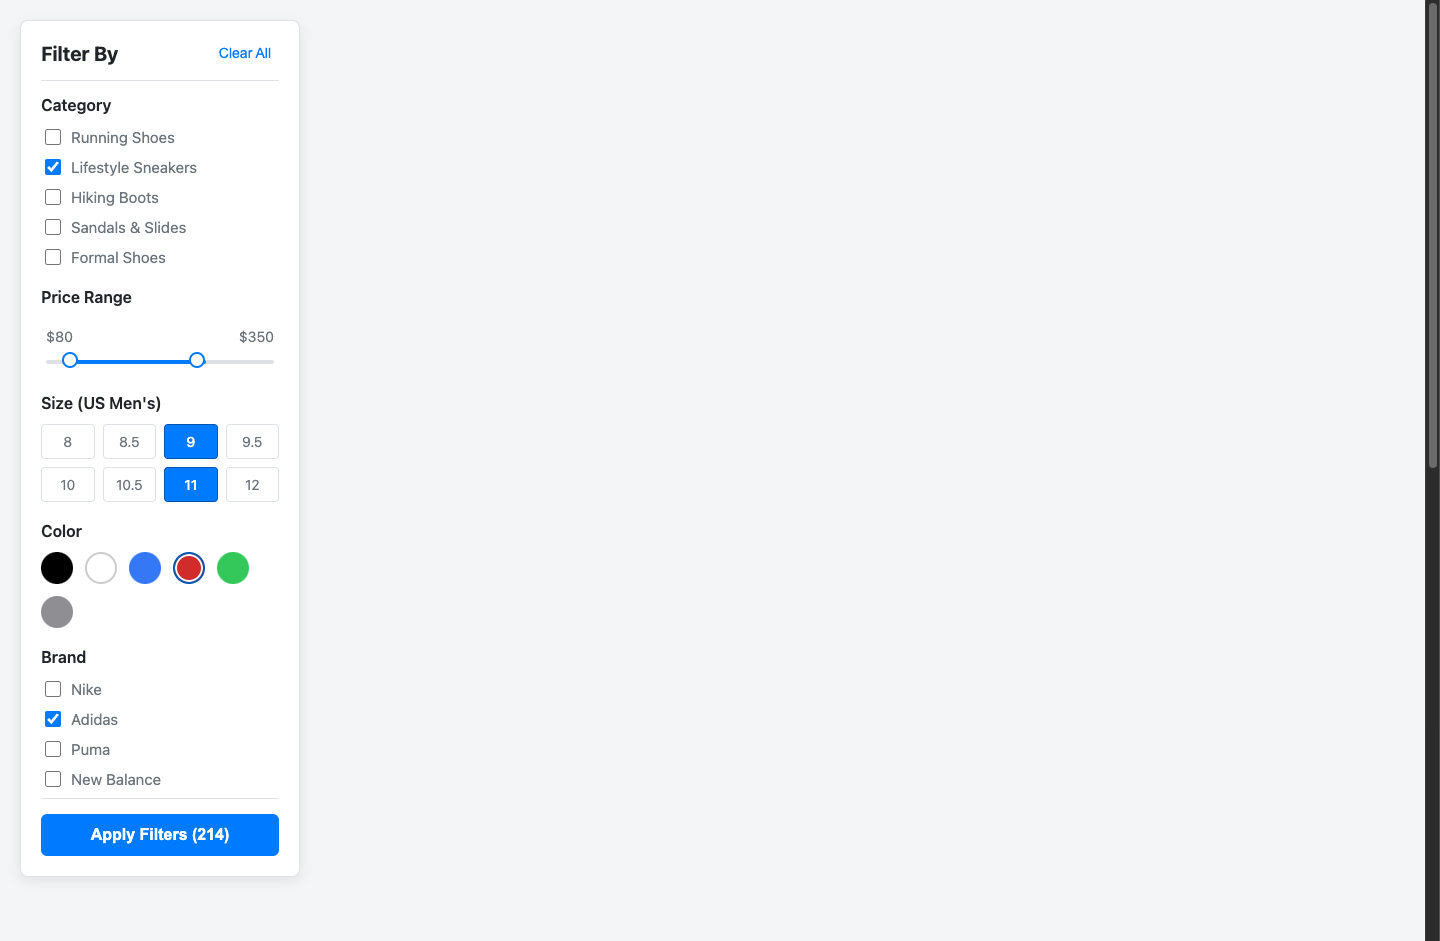 Filter By
Clear All
Category
Running Shoes
Lifestyle Sneakers
Hiking Boots
Sandals & Slides
Formal Shoes
Price Range
$80 $350
Size (US Men's)
8 8.5 9 9.5
10 10.5 11 12
Color
Brand
Nike
Adidas
Puma
New Balance
Apply Filters (214)